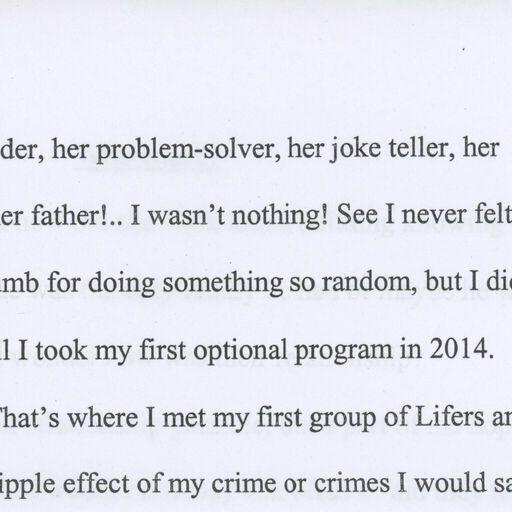 der, her problem-solver, her joke teller, her
er father!.. I wasn't nothing! See I never felt
mb for doing something so random, but I di
l I took my first optional program in 2014.
That's where I met my first group of Lifers a
ipple effect of my crime or crimes I would sa